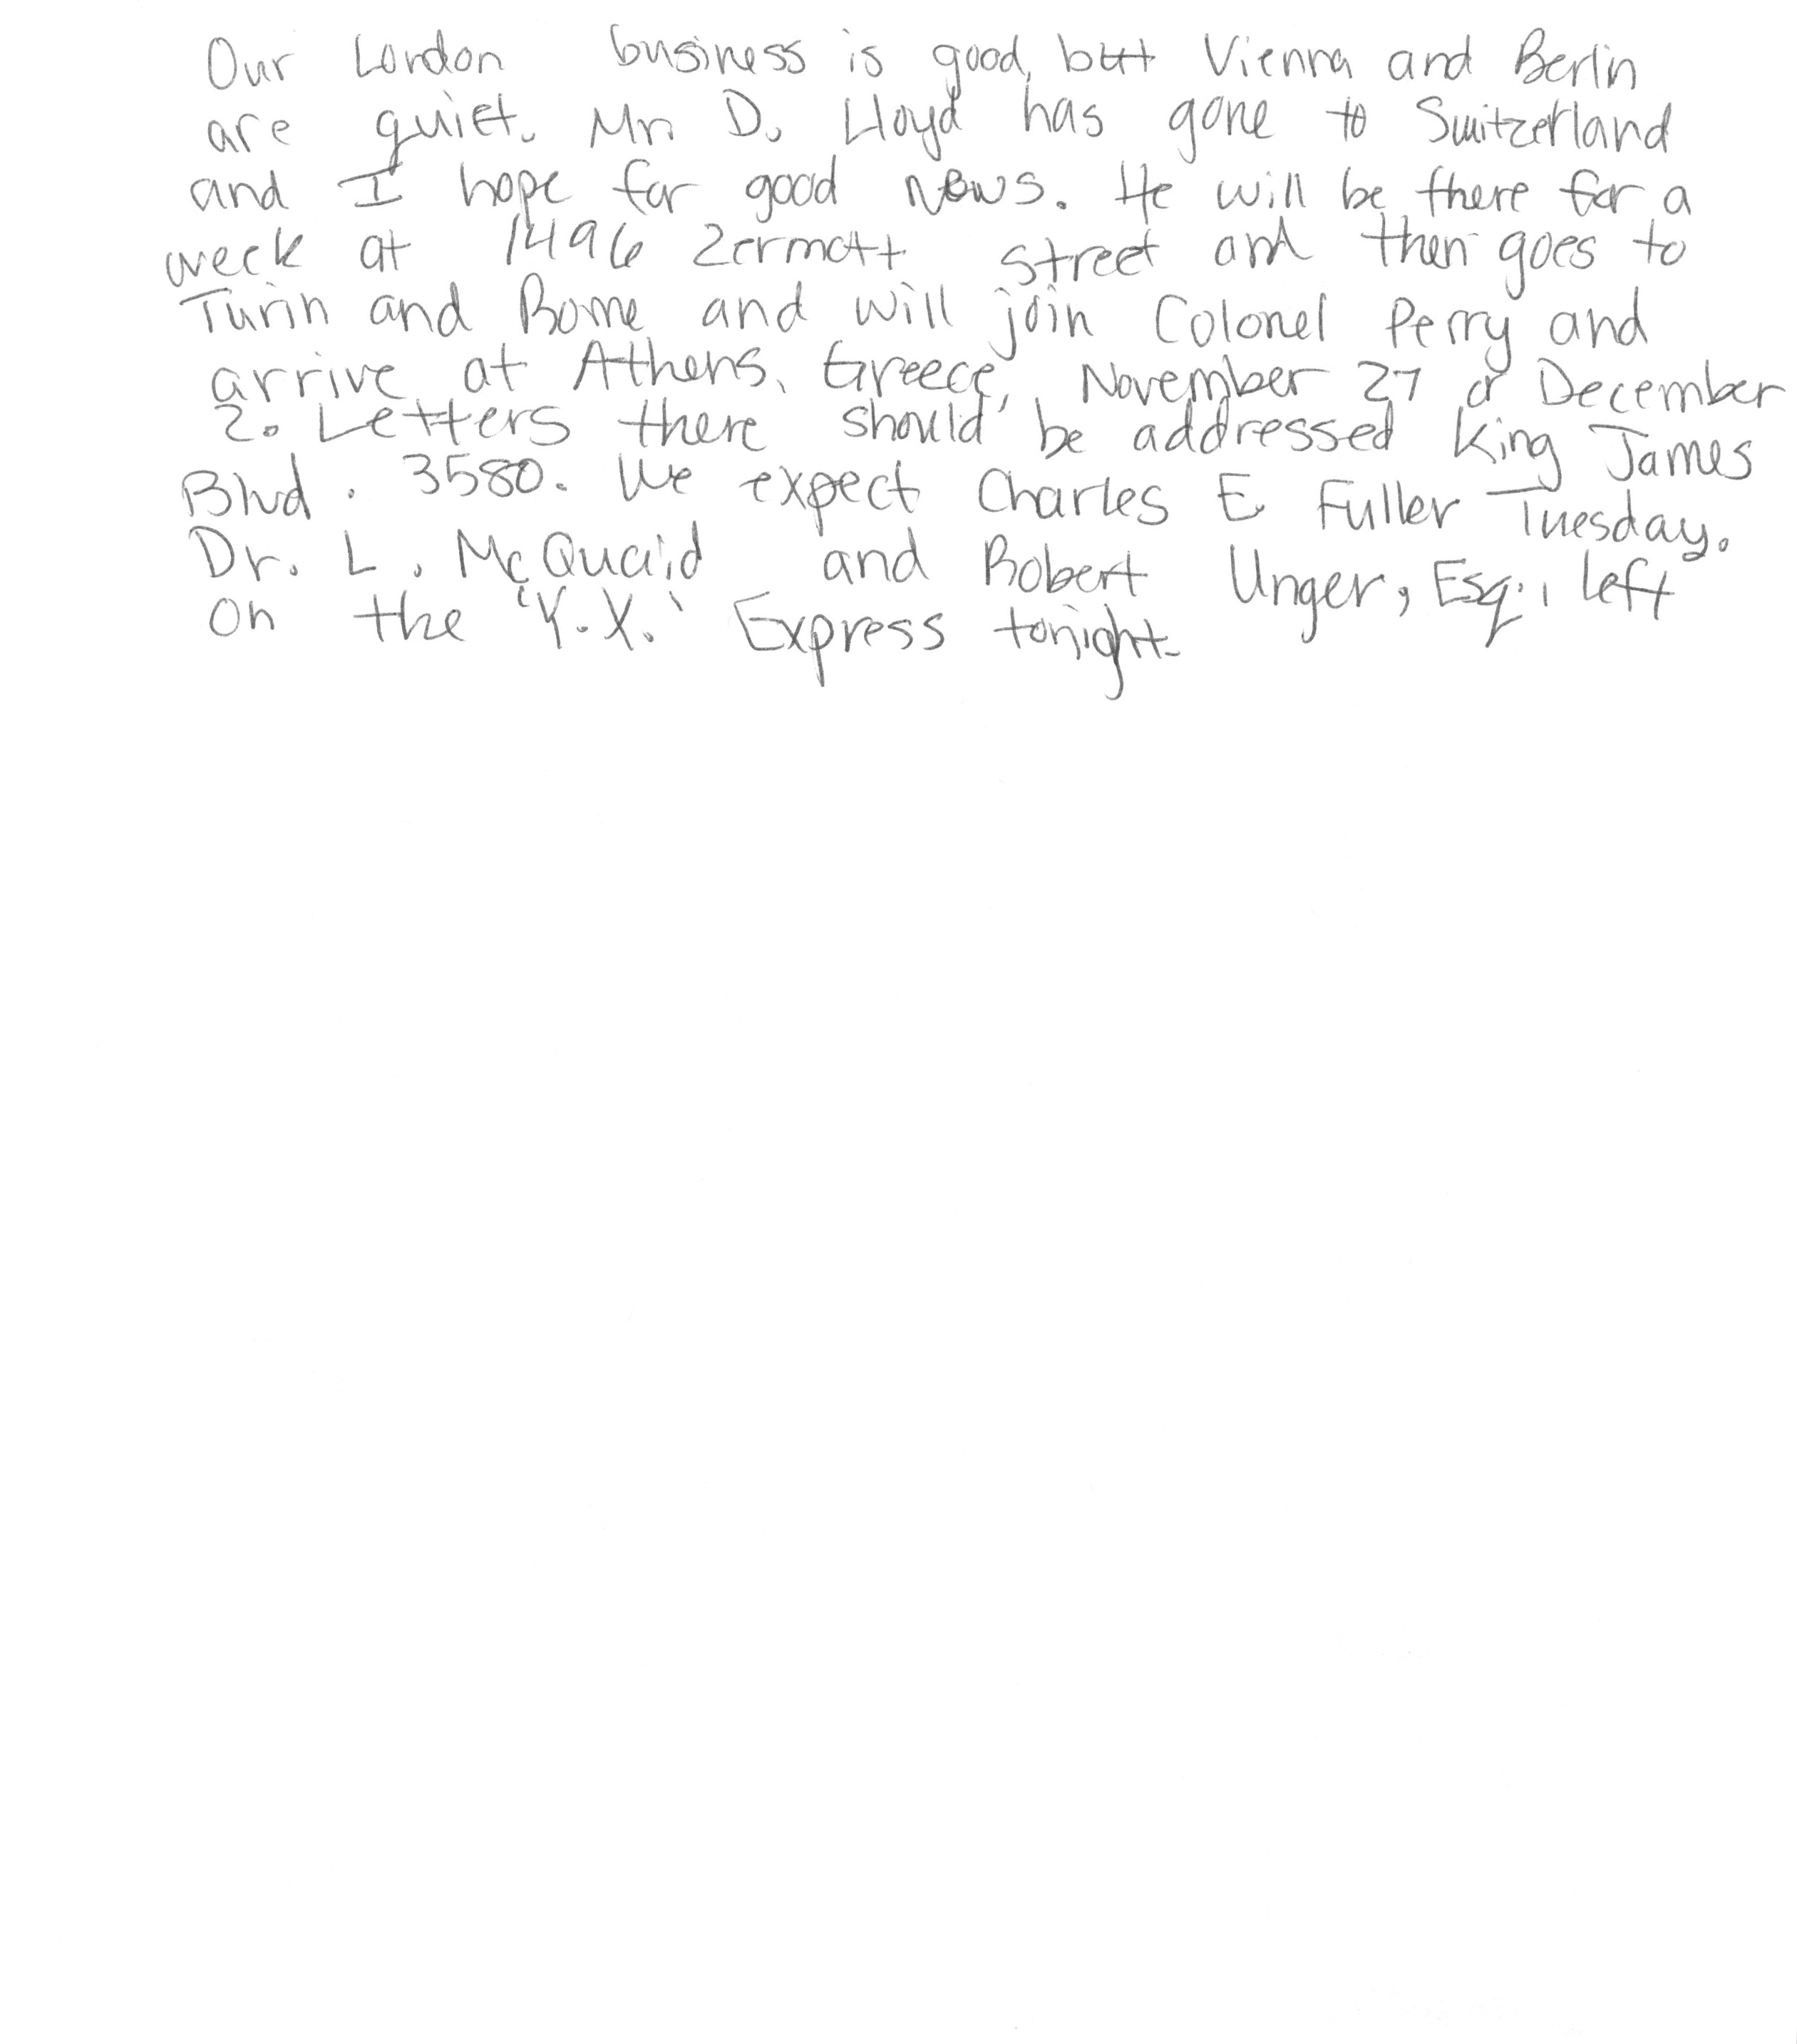 Our London business is good, but Vienna and Berlin
are quiet. Mr. D. Lloyd has gone to Switzerland
and I hope for good news. He will be there for a
week at 1496 Zermott street and then goes to
Turin and Rome and will join Colonel Perry and
arrive at Athens, Greece, November 27 or December
2. Letters there should be addressed King James
Blvd. 3580. We expect Charles E. Fuller Tuesday.
Dr. L. McQuaid and Robert Unger, Esq., left
on the 'Y.X.' Express tonight.